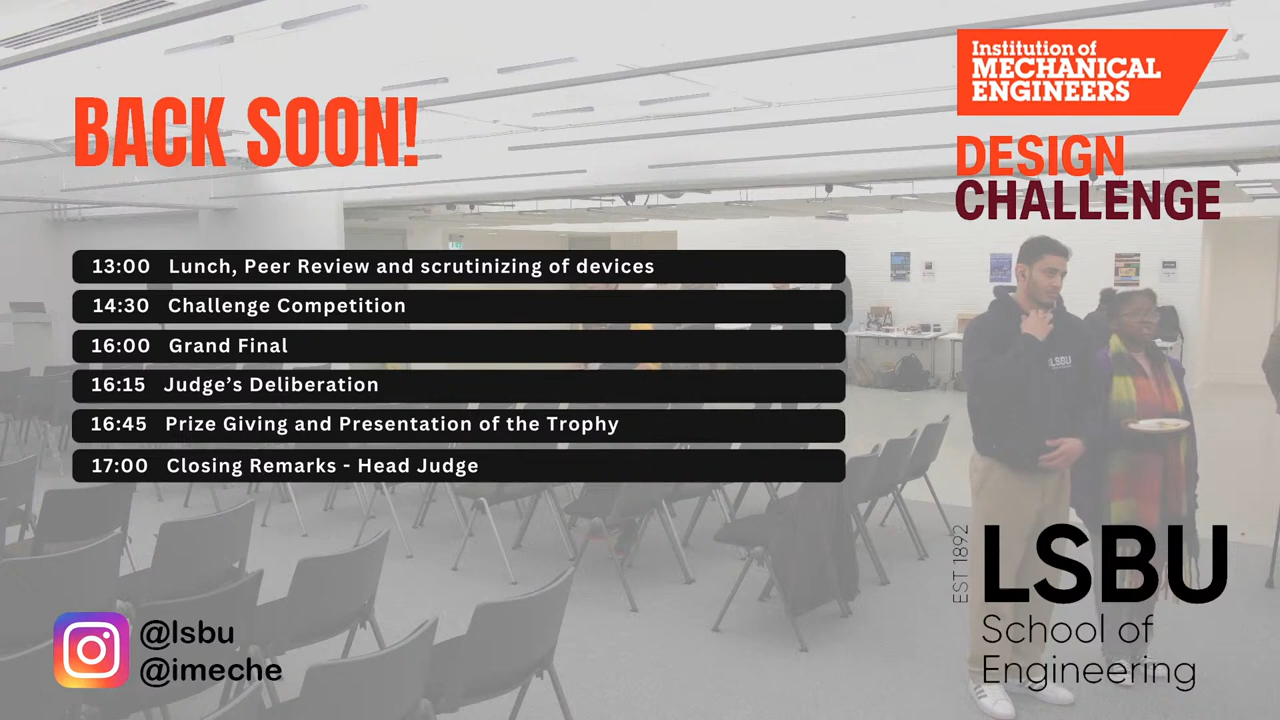 Institution of
MECHANICAL
ENGINEERS
BACK SOON!
DESIGN
CHALLENGE
13:00 Lunch, Peer Review and scrutinizing of devices
14:30 Challenge Competition
16:00 Grand Final
16:15 Judge’s Deliberation
16:45 Prize Giving and Presentation of the Trophy
17:00 Closing Remarks - Head Judge
LSBU
EST 1892
LSBU
School of
Engineering
@lsbu
@imeche